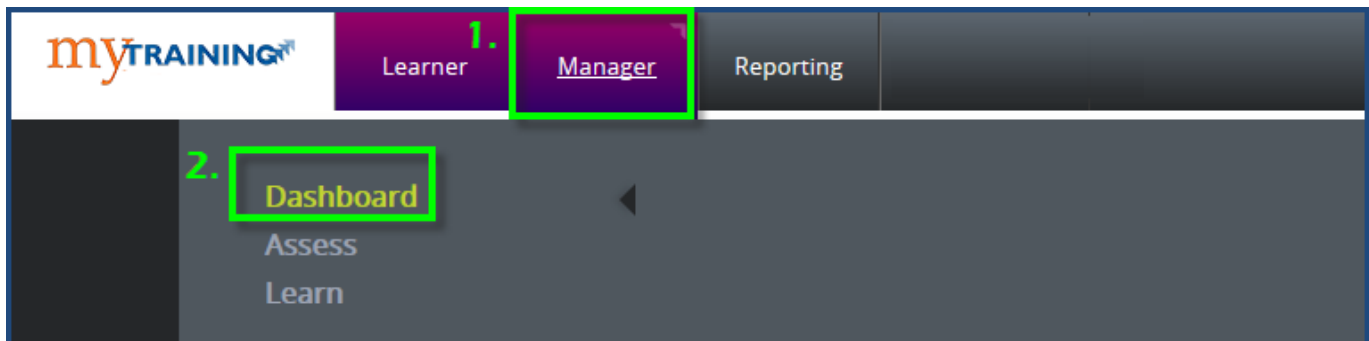 myTRAINING
1.
Learner
Manager
Reporting
2.
Dashboard
Assess
Learn